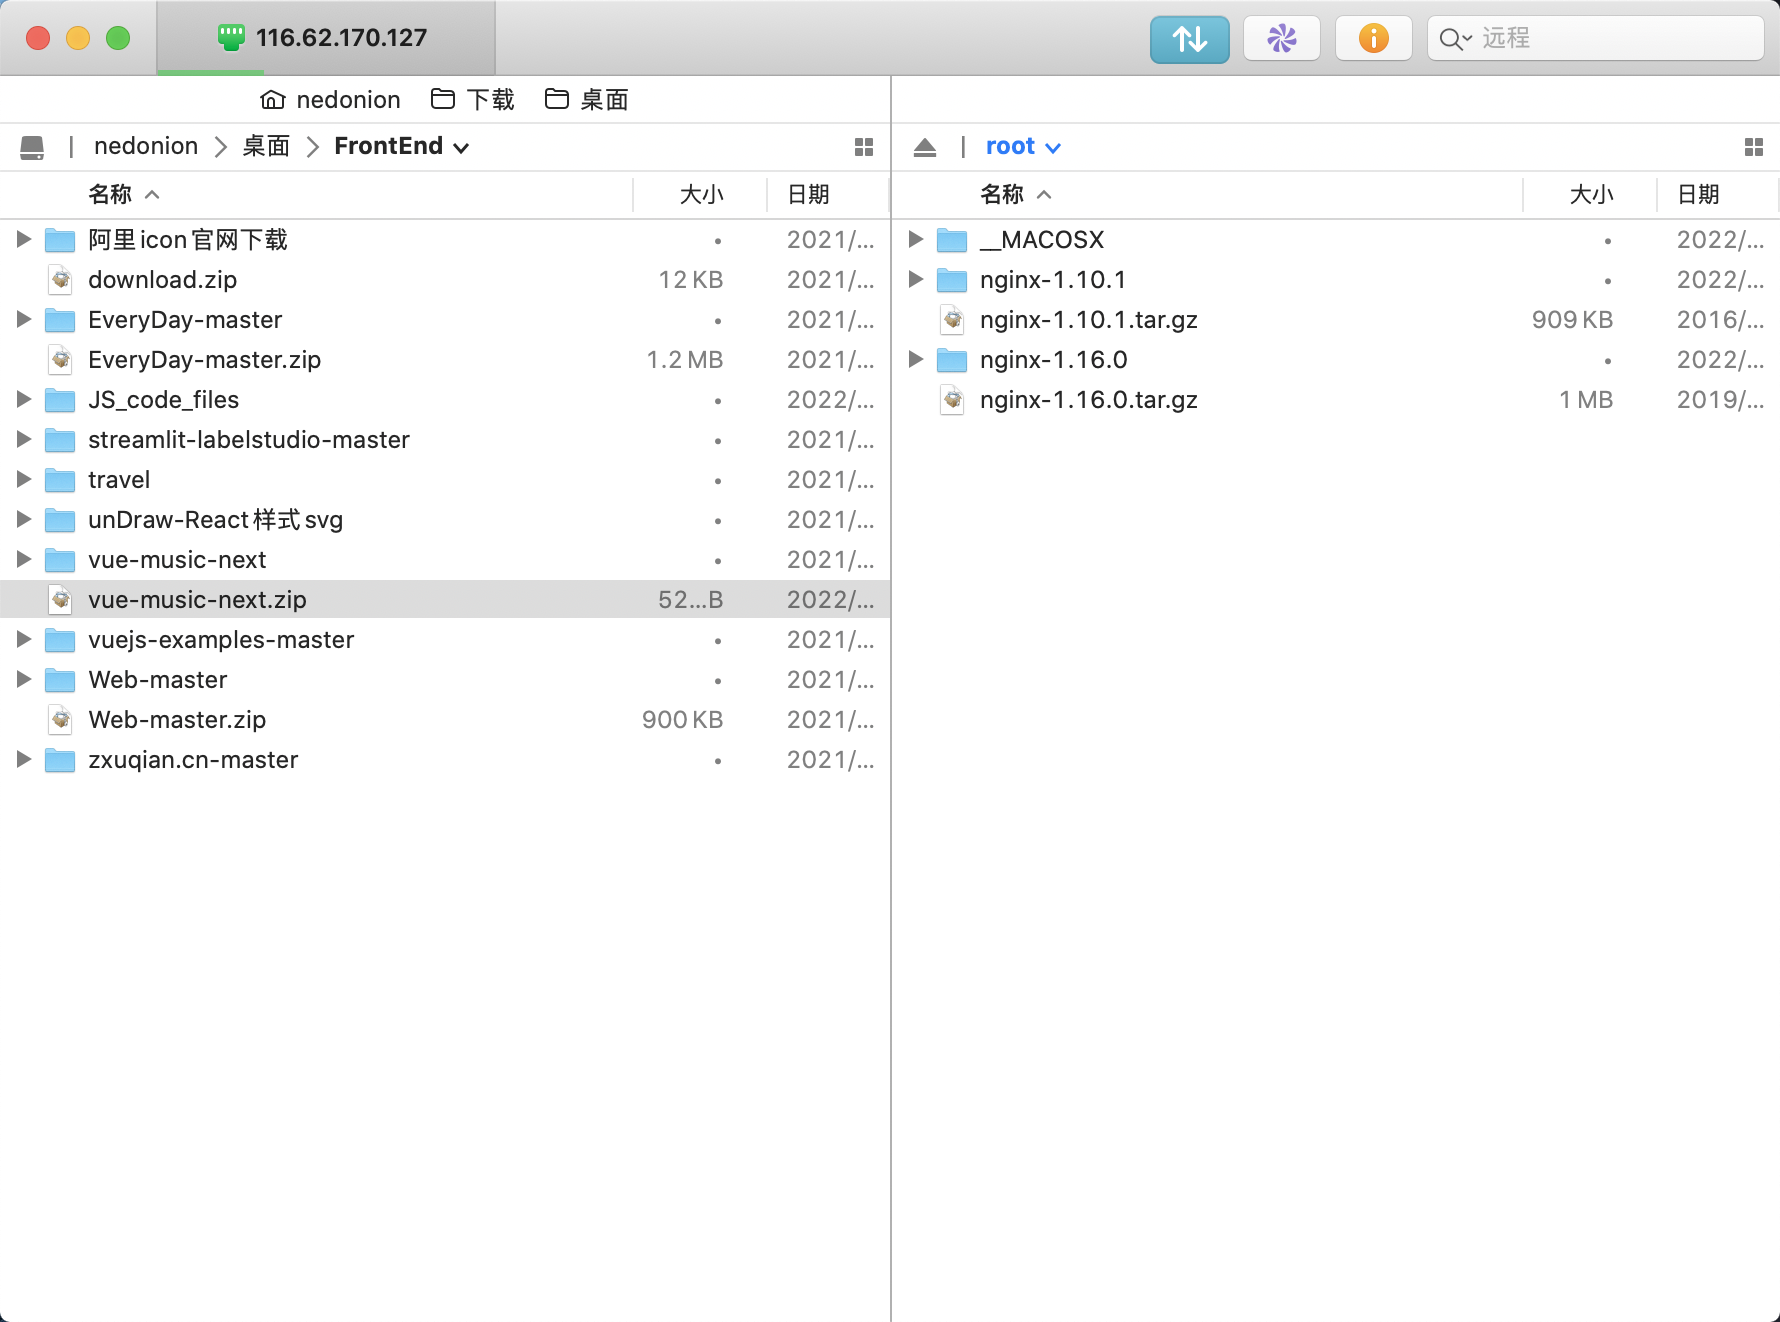 116.62.170.127
远程
nedonion 下载 桌面
nedonion 桌面 FrontEnd
名称 大小 日期
阿里icon官网下载 2021/...
download.zip 12 KB 2021/...
EveryDay-master 2021/...
EveryDay-master.zip 1.2 MB 2021/...
JS_code_files 2022/...
streamlit-labelstudio-master 2021/...
travel 2021/...
unDraw-React样式svg 2021/...
vue-music-next 2021/...
vue-music-next.zip 52...B 2022/...
vuejs-examples-master 2021/...
Web-master 2021/...
Web-master.zip 900 KB 2021/...
zxuqian.cn-master 2021/...
root
名称 大小 日期
__MACOSX 2022/...
nginx-1.10.1 2022/...
nginx-1.10.1.tar.gz 909 KB 2016/...
nginx-1.16.0 2022/...
nginx-1.16.0.tar.gz 1 MB 2019/...